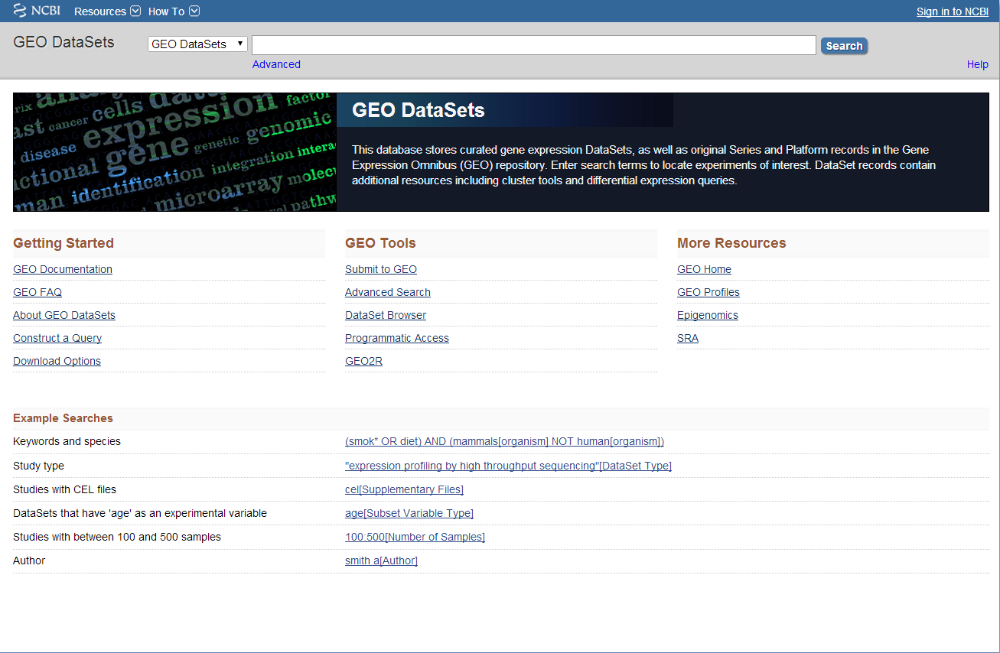 NCBI Resources How To Sign in to NCBI
GEO DataSets GEO DataSets Search
Advanced Help
rix factor
cells expression
ast cancer genomic
disease gene genetic
ctional integration
man identification molec
microarray pathw
GEO DataSets
This database stores curated gene expression DataSets, as well as original Series and Platform records in the Gene
Expression Omnibus (GEO) repository. Enter search terms to locate experiments of interest. DataSet records contain
additional resources including cluster tools and differential expression queries.
Getting Started
GEO Documentation
GEO FAQ
About GEO DataSets
Construct a Query
Download Options
GEO Tools
Submit to GEO
Advanced Search
DataSet Browser
Programmatic Access
GEO2R
More Resources
GEO Home
GEO Profiles
Epigenomics
SRA
Example Searches
Keywords and species (smok* OR diet) AND (mammals[organism] NOT human[organism])
Study type "expression profiling by high throughput sequencing"[DataSet Type]
Studies with CEL files cel[Supplementary Files]
DataSets that have 'age' as an experimental variable age[Subset Variable Type]
Studies with between 100 and 500 samples 100:500[Number of Samples]
Author smith a[Author]